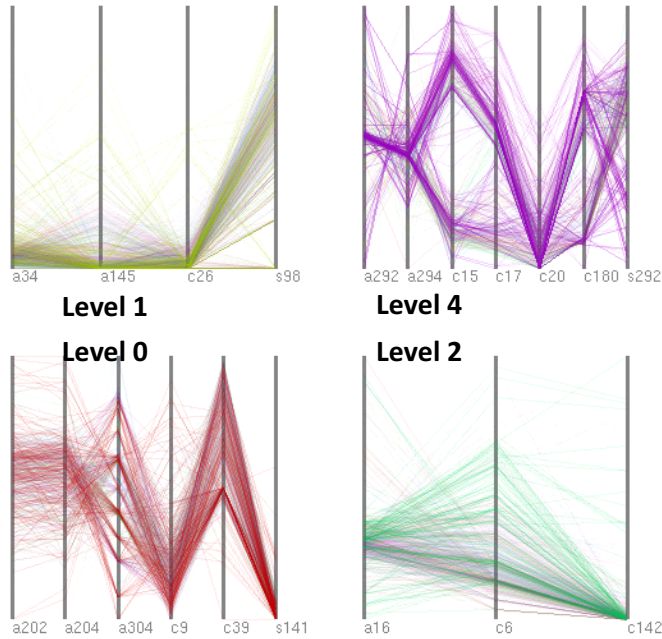 a34 a145 c26 s98
a292 a294 c15 c17 c20 c180 s292
Level 1
Level 4
Level 0
Level 2
a202 a204 a304 c9 c39 s141
a16 c6 c142